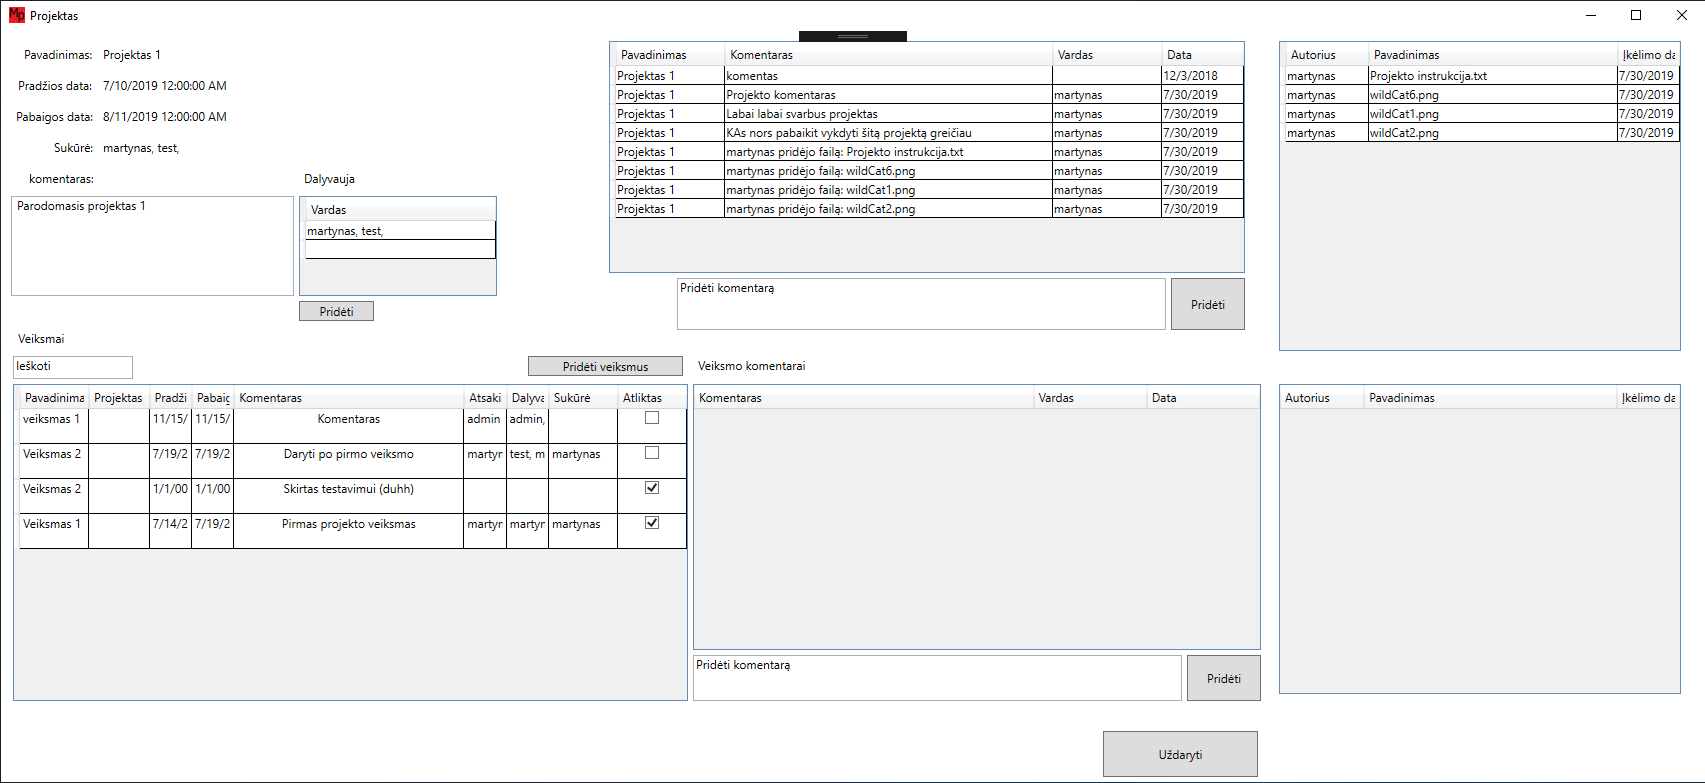 Mp Projektas
Pavadinimas: Projektas 1
Pradžios data: 7/10/2019 12:00:00 AM
Pabaigos data: 8/11/2019 12:00:00 AM
Sukūrė: martynas, test,
komentaras:
Parodomasis projektas 1
Dalyvauja
Vardas
martynas, test,
Pridėti
Pavadinimas Komentaras Vardas Data
Projektas 1 komentas 12/3/2018
Projektas 1 Projekto komentaras martynas 7/30/2019
Projektas 1 Labai labai svarbus projektas martynas 7/30/2019
Projektas 1 KAs nors pabaikit vykdyti šitą projektą greičiau martynas 7/30/2019
Projektas 1 martynas pridėjo failą: Projekto instrukcija.txt martynas 7/30/2019
Projektas 1 martynas pridėjo failą: wildCat6.png martynas 7/30/2019
Projektas 1 martynas pridėjo failą: wildCat1.png martynas 7/30/2019
Projektas 1 martynas pridėjo failą: wildCat2.png martynas 7/30/2019
Pridėti komentarą
Pridėti
Autorius Pavadinimas Įkėlimo da
martynas Projekto instrukcija.txt 7/30/2019
martynas wildCat6.png 7/30/2019
martynas wildCat1.png 7/30/2019
martynas wildCat2.png 7/30/2019
Veiksmai
Ieškoti
Pridėti veiksmus
Pavadinima Projektas Pradži Pabaig Komentaras Atsaki Dalyva Sukūrė Atliktas
veiksmas 1 11/15/ 11/15/ Komentaras admin admin,
Veiksmas 2 7/19/2 7/19/2 Daryti po pirmo veiksmo martyn test, m martynas
Veiksmas 2 1/1/00 1/1/00 Skirtas testavimui (duhh)
Veiksmas 1 7/14/2 7/19/2 Pirmas projekto veiksmas martyn martyn martynas
Veiksmo komentarai
Komentaras Vardas Data
Pridėti komentarą
Pridėti
Autorius Pavadinimas Įkėlimo da
Uždaryti